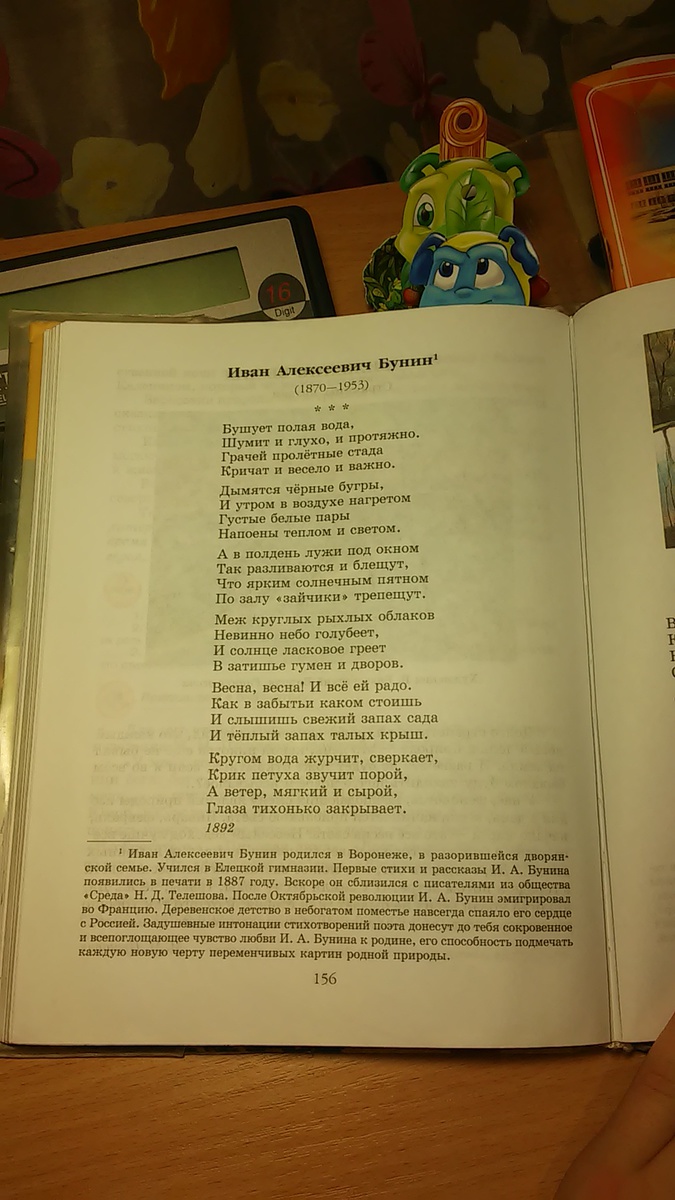 16
Digit
Иван Алексеевич Бунин¹
(1870—1953)
* * *
Бушует полая вода,
Шумит и глухо, и протяжно.
Грачей пролётные стада
Кричат и весело и важно.
Дымятся чёрные бугры,
И утром в воздухе нагретом
Густые белые пары
Напоены теплом и светом.
А в полдень лужи под окном
Так разливаются и блещут,
Что ярким солнечным пятном
По залу «зайчики» трепещут.
Меж круглых рыхлых облаков
Невинно небо голубеет,
И солнце ласковое греет
В затишье гумен и дворов.
Весна, весна! И всё ей радо.
Как в забытьи каком стоишь
И слышишь свежий запах сада
И тёплый запах талых крыш.
Кругом вода журчит, сверкает,
Крик петуха звучит порой,
А ветер, мягкий и сырой,
Глаза тихонько закрывает.
1892
¹ Иван Алексеевич Бунин родился в Воронеже, в разорившейся дворян-
ской семье. Учился в Елецкой гимназии. Первые стихи и рассказы И. А. Бунина
появились в печати в 1887 году. Вскоре он сблизился с писателями из общества
«Среда» Н. Д. Телешова. После Октябрьской революции И. А. Бунин эмигрировал
во Францию. Деревенское детство в небогатом поместье навсегда спаяло его сердце
с Россией. Задушевные интонации стихотворений поэта донесут до тебя сокровенное
и всепоглощающее чувство любви И. А. Бунина к родине, его способность подмечать
каждую новую черту переменчивых картин родной природы.
156